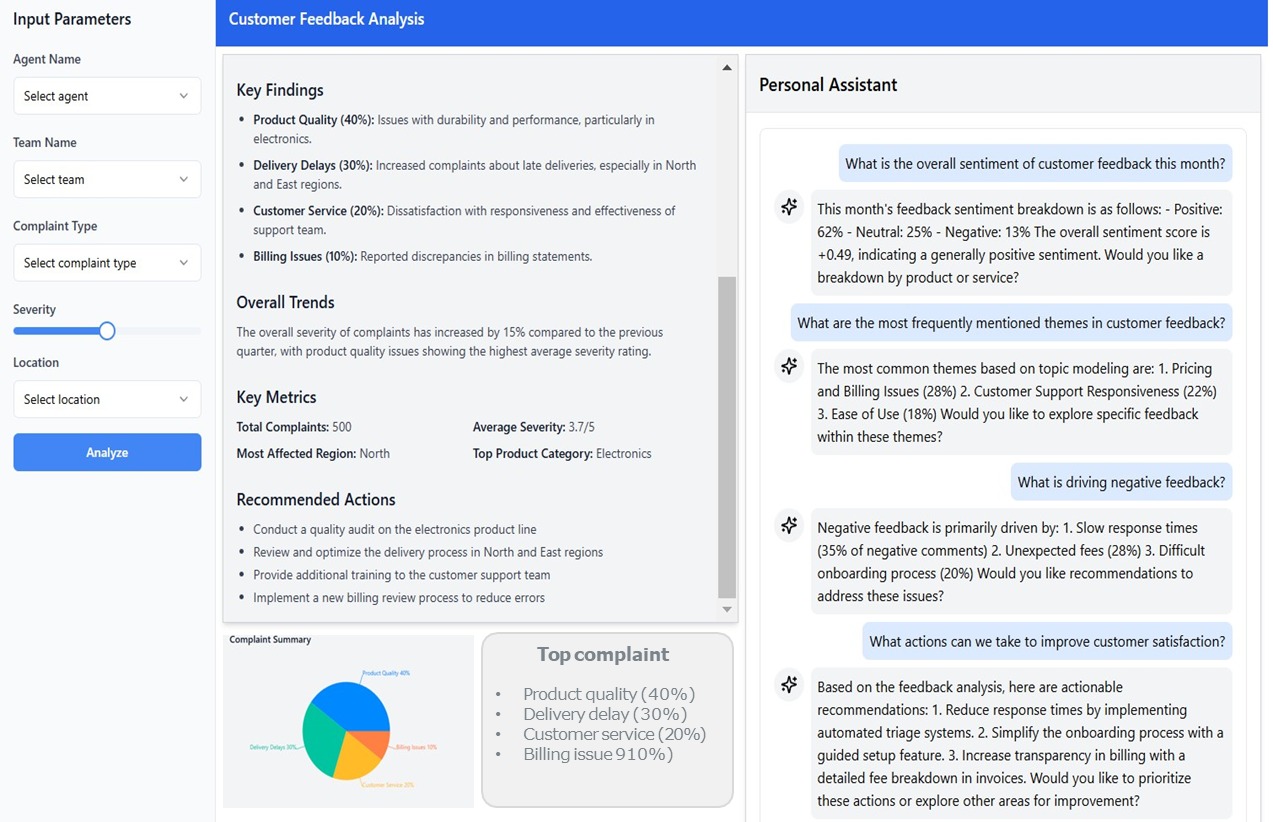 Input Parameters
Agent Name
Select agent
Team Name
Select team
Complaint Type
Select complaint type
Severity
Location
Select location
Analyze
Customer Feedback Analysis
Key Findings
• Product Quality (40%): Issues with durability and performance, particularly in
electronics.
• Delivery Delays (30%): Increased complaints about late deliveries, especially in North
and East regions.
• Customer Service (20%): Dissatisfaction with responsiveness and effectiveness of
support team.
• Billing Issues (10%): Reported discrepancies in billing statements.
Overall Trends
The overall severity of complaints has increased by 15% compared to the previous
quarter, with product quality issues showing the highest average severity rating.
Key Metrics
Total Complaints: 500
Average Severity: 3.7/5
Most Affected Region: North
Top Product Category: Electronics
Recommended Actions
• Conduct a quality audit on the electronics product line
• Review and optimize the delivery process in North and East regions
• Provide additional training to the customer support team
• Implement a new billing review process to reduce errors
Complaint Summary
Product Quality 40%
Delivery Delays 30%
Billing Issues 10%
Customer Service 20%
Top complaint
• Product quality (40%)
• Delivery delay (30%)
• Customer service (20%)
• Billing issue 910%)
Personal Assistant
What is the overall sentiment of customer feedback this month?
This month's feedback sentiment breakdown is as follows: - Positive:
62% - Neutral: 25% - Negative: 13% The overall sentiment score is
+0.49, indicating a generally positive sentiment. Would you like a
breakdown by product or service?
What are the most frequently mentioned themes in customer feedback?
The most common themes based on topic modeling are: 1. Pricing
and Billing Issues (28%) 2. Customer Support Responsiveness (22%)
3. Ease of Use (18%) Would you like to explore specific feedback
within these themes?
What is driving negative feedback?
Negative feedback is primarily driven by: 1. Slow response times
(35% of negative comments) 2. Unexpected fees (28%) 3. Difficult
onboarding process (20%) Would you like recommendations to
address these issues?
What actions can we take to improve customer satisfaction?
Based on the feedback analysis, here are actionable
recommendations: 1. Reduce response times by implementing
automated triage systems. 2. Simplify the onboarding process with a
guided setup feature. 3. Increase transparency in billing with a
detailed fee breakdown in invoices. Would you like to prioritize
these actions or explore other areas for improvement?